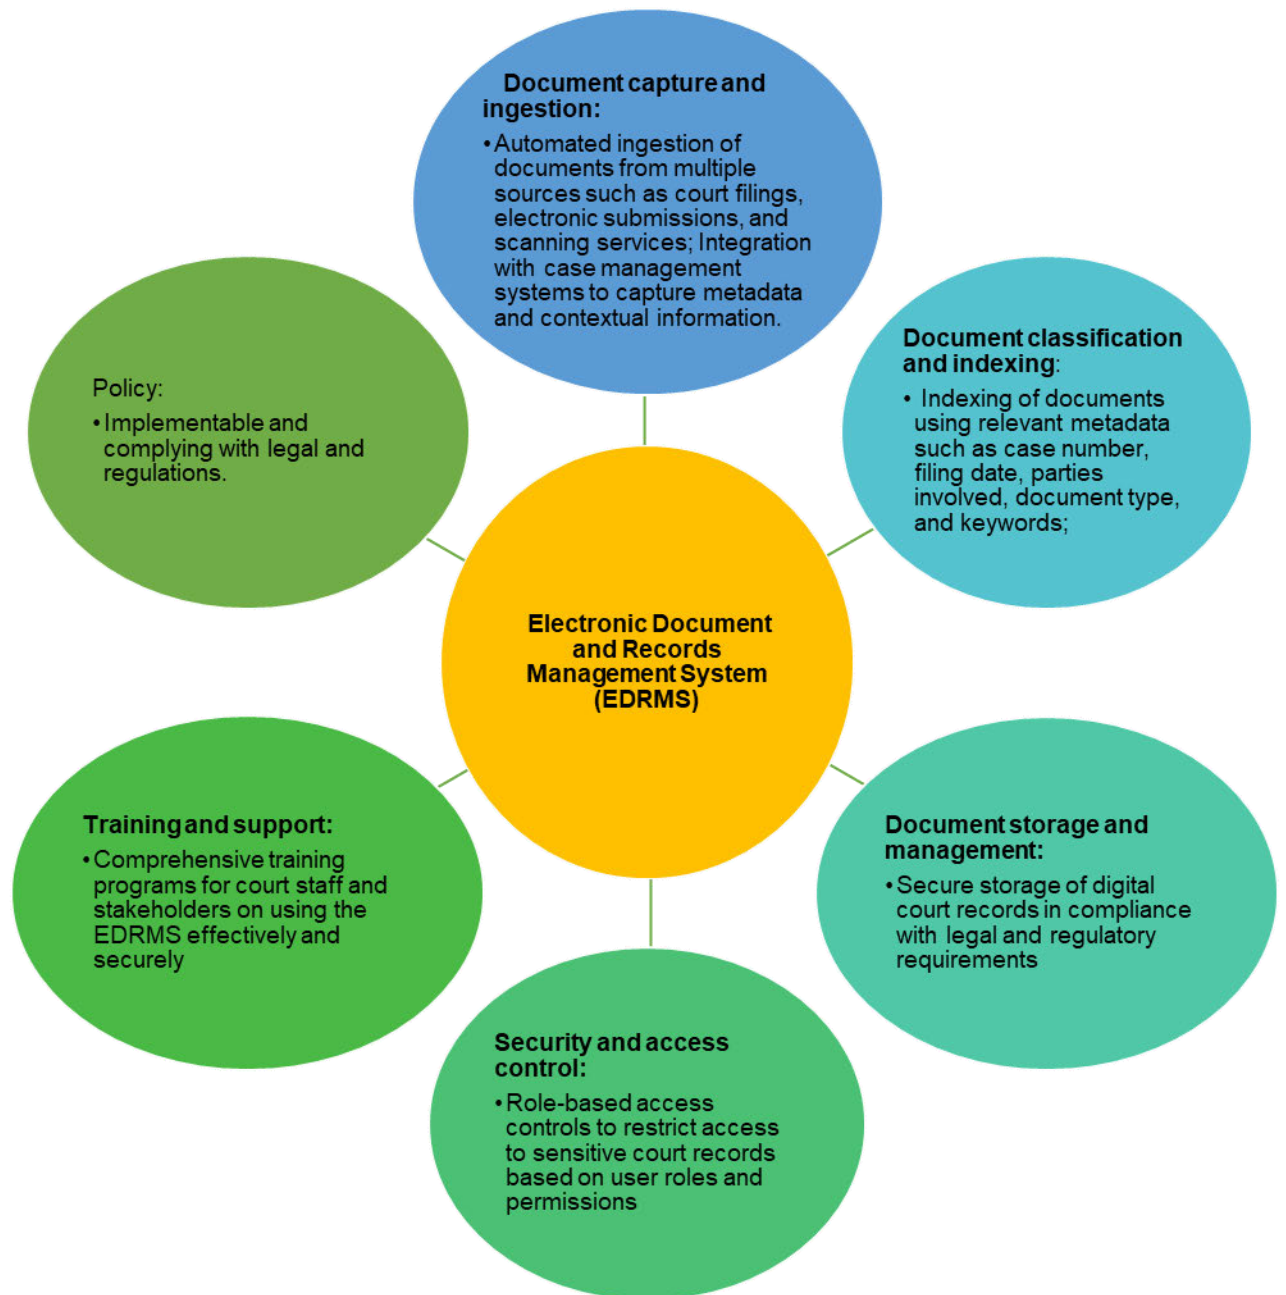 Document capture and
ingestion:
•Automated ingestion of
documents from multiple
sources such as court filings,
electronic submissions, and
scanning services; Integration
with case management
systems to capture metadata
and contextual information.
Document classification
and indexing:
• Indexing of documents
using relevant metadata
such as case number,
filing date, parties
involved, document type,
and keywords;
Document storage and
management:
•Secure storage of digital
court records in compliance
with legal and regulatory
requirements
Security and access
control:
•Role-based access
controls to restrict access
to sensitive court records
based on user roles and
permissions
Training and support:
•Comprehensive training
programs for court staff and
stakeholders on using the
EDRMS effectively and
securely
Policy:
•Implementable and
complying with legal and
regulations.
Electronic Document
and Records
Management System
(EDRMS)